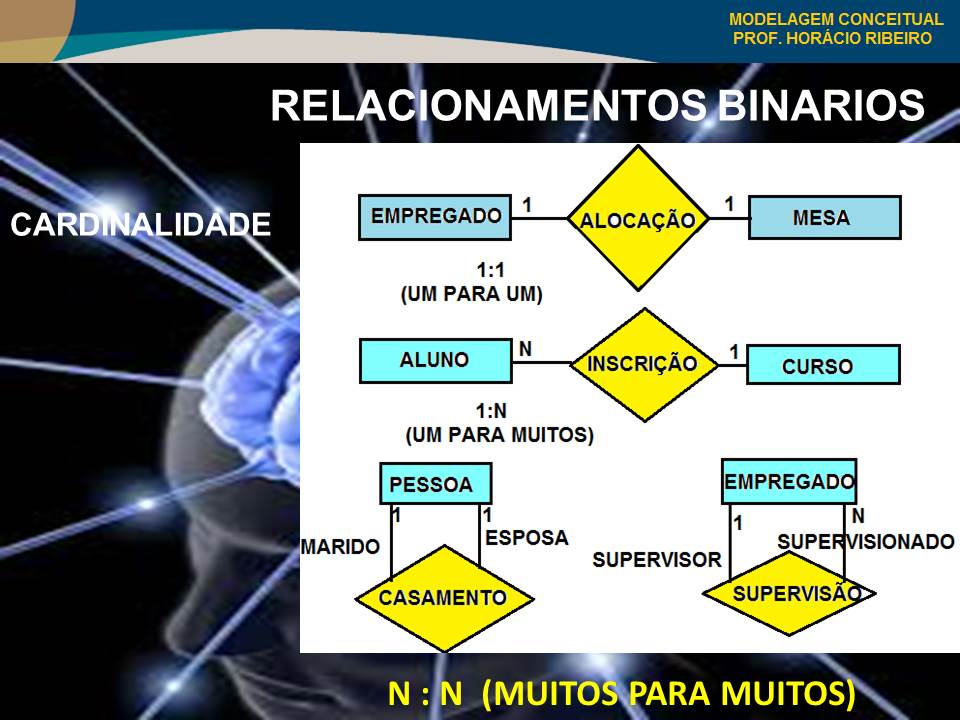 MODELAGEM CONCEITUAL
PROF. HORÁCIO RIBEIRO
RELACIONAMENTOS BINARIOS
CARDINALIDADE
EMPREGADO 1 ALOCAÇÃO 1 MESA
1:1
(UM PARA UM)
ALUNO N INSCRIÇÃO 1 CURSO
1:N
(UM PARA MUITOS)
PESSOA
1 1
MARIDO ESPOSA
CASAMENTO
EMPREGADO
1 N
SUPERVISOR SUPERVISIONADO
SUPERVISÃO
N : N (MUITOS PARA MUITOS)